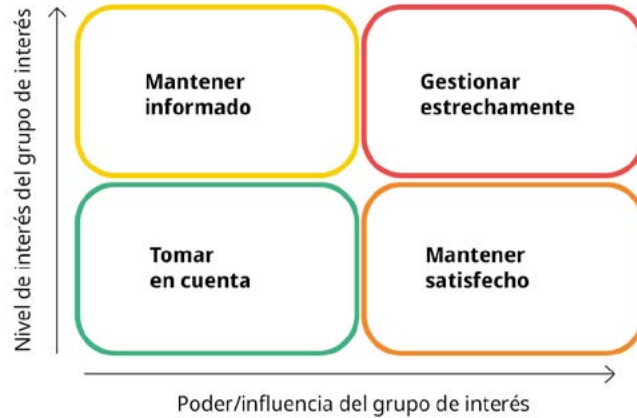 Nivel de interés del grupo de interés
Mantener
informado
Gestionar
estrechamente
Tomar
en cuenta
Mantener
satisfecho
Poder/influencia del grupo de interés